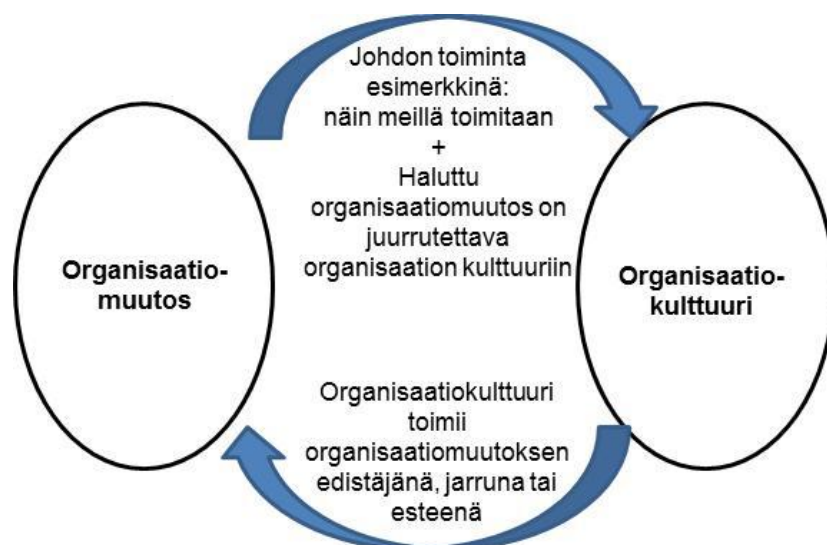 Johdon toiminta
esimerkkinä:
näin meillä toimitaan
+
Haluttu
organisaatiomuutos on
juurrutettava
organisaation kulttuuriin
Organisaatio-
muutos
Organisaatio-
kulttuuri
Organisaatiokulttuuri
toimii
organisaatiomuutoksen
edistäjänä, jarruna tai
esteenä